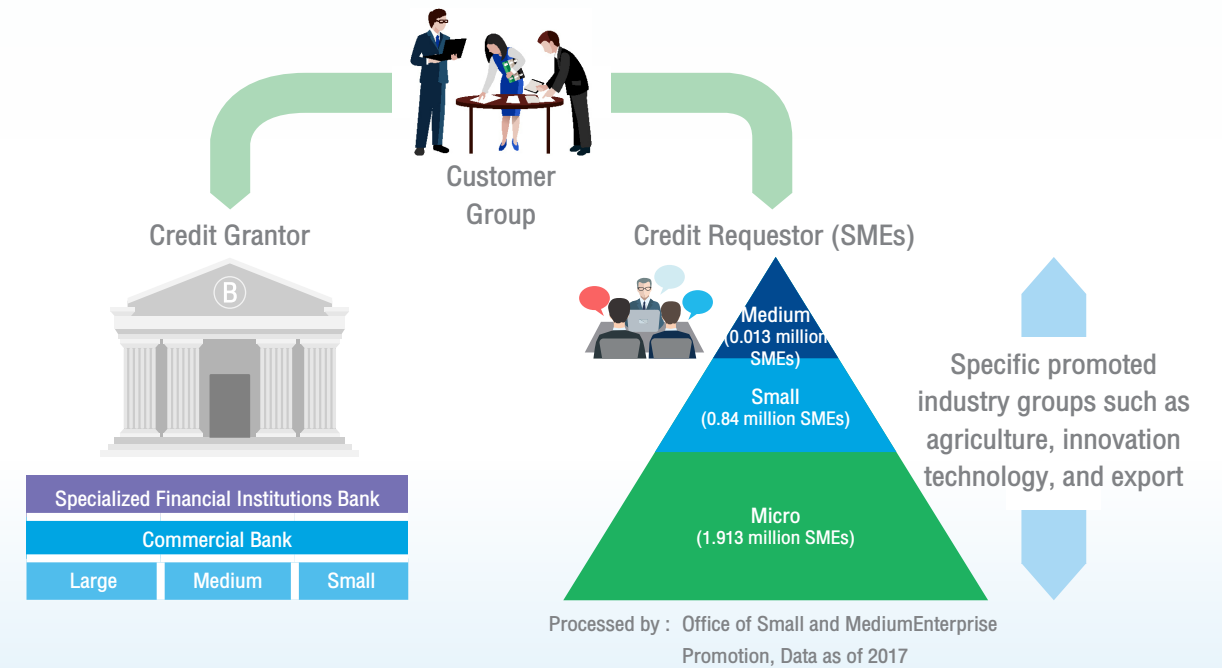 Customer
Group
Credit Grantor
B
Specialized Financial Institutions Bank
Commercial Bank
Large
Medium
Small
Credit Requestor (SMEs)
Medium
(0.013 million
SMEs)
Small
(0.84 million SMEs)
Micro
(1.913 million SMEs)
Specific promoted
industry groups such as
agriculture, innovation
technology, and export
Processed by : Office of Small and MediumEnterprise
Promotion, Data as of 2017